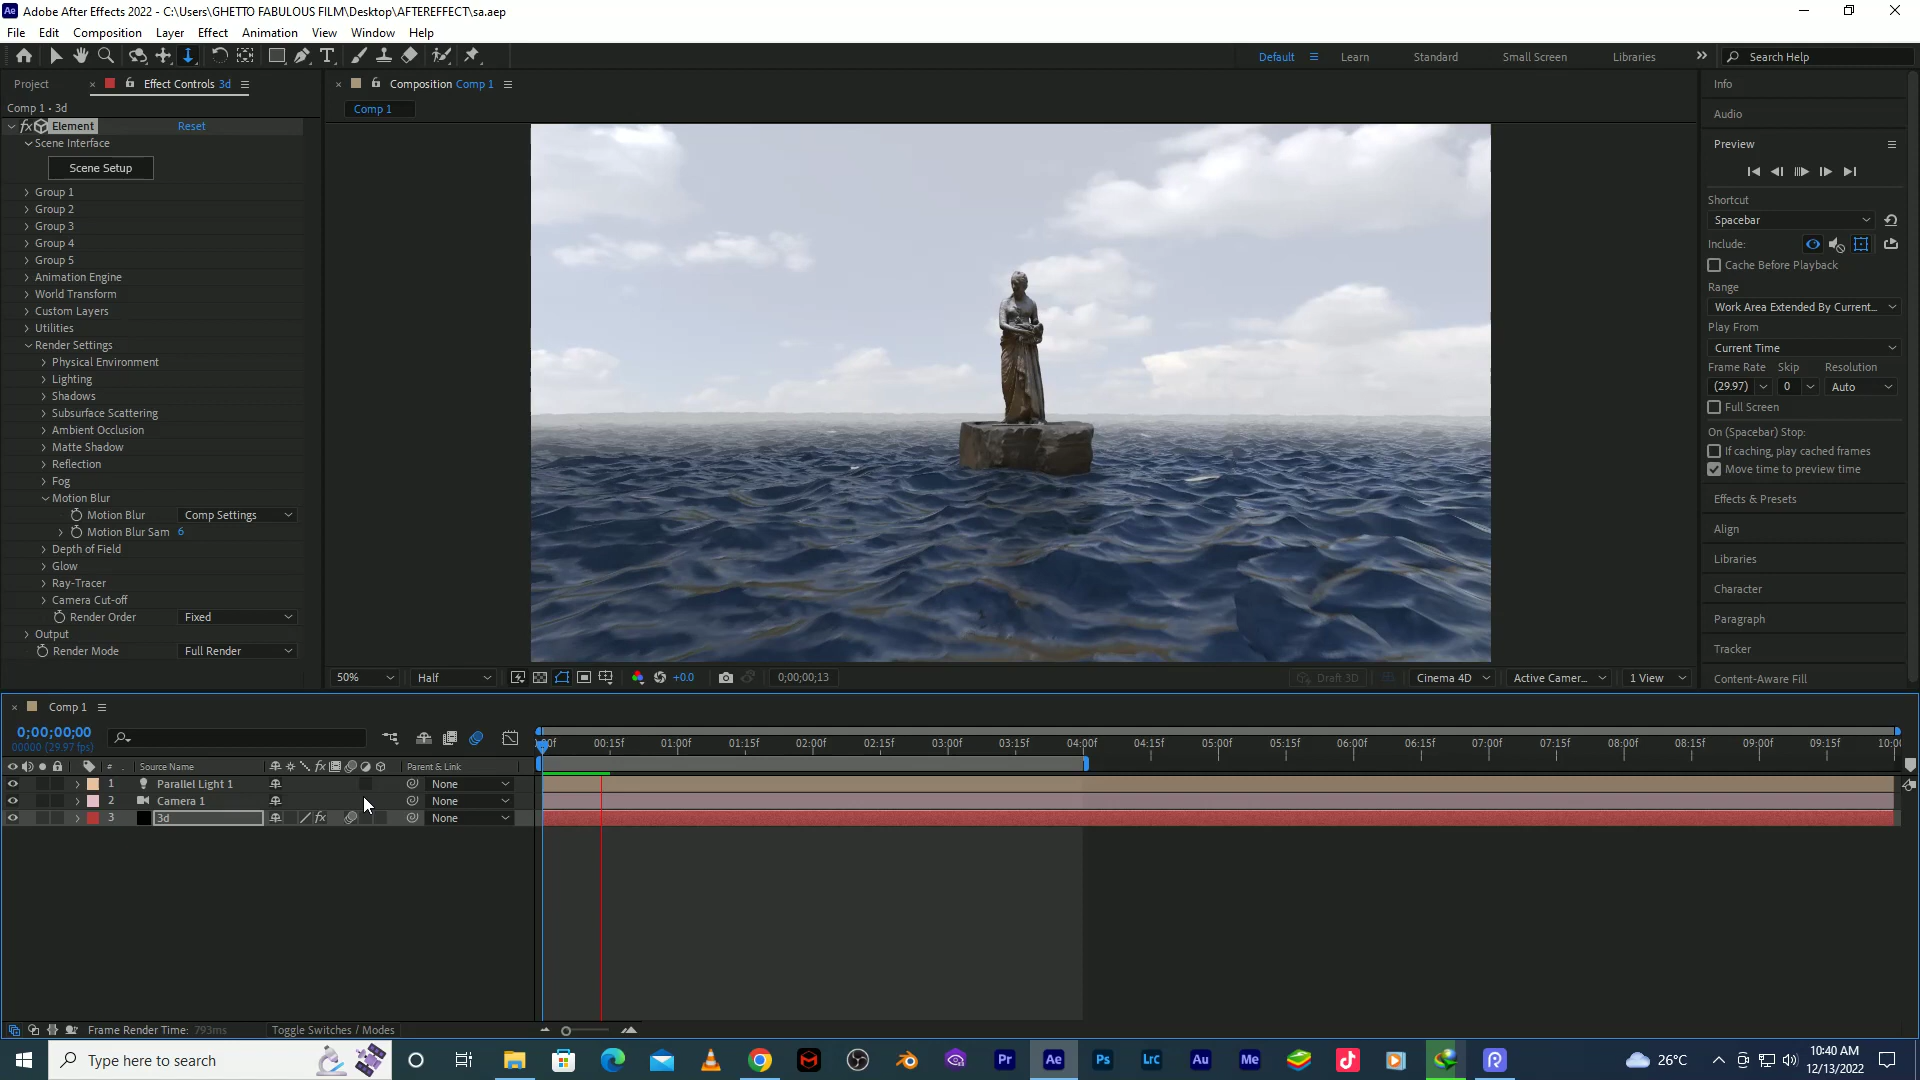 Adobe After Effects 2022 - C:\Users\GHETTO FABULOUS FILM\Desktop\AFTEREFFECT\sa.aep
File Edit Composition Layer Effect Animation View Window Help
Default Learn Standard Small Screen Libraries Search Help
Project Effect Controls 3d
Comp 1 • 3d
fx Element Reset
Scene Interface
Scene Setup
Group 1
Group 2
Group 3
Group 4
Group 5
Animation Engine
World Transform
Custom Layers
Utilities
Render Settings
Physical Environment
Lighting
Shadows
Subsurface Scattering
Ambient Occlusion
Matte Shadow
Reflection
Fog
Motion Blur
Motion Blur Comp Settings
Motion Blur Sam 6
Depth of Field
Glow
Ray-Tracer
Camera Cut-off
Render Order Fixed
Output
Render Mode Full Render
Composition Comp 1
Comp 1
50% Half +0.0 0;00;00;13 Draft 3D Cinema 4D Active Camer... 1 View
Info
Audio
Preview
Shortcut
Spacebar
Include:
Cache Before Playback
Range
Work Area Extended By Current...
Play From
Current Time
Frame Rate Skip Resolution
(29.97) 0 Auto
Full Screen
On (Spacebar) Stop:
If caching, play cached frames
Move time to preview time
Effects & Presets
Align
Libraries
Character
Paragraph
Tracker
Content-Aware Fill
Comp 1
0;00;00;00
00000 (29.97 fps)
00:15f 01:00f 01:15f 02:00f 02:15f 03:00f 03:15f 04:00f 04:15f 05:00f 05:15f 06:00f 06:15f 07:00f 07:15f 08:00f 08:15f 09:00f 09:15f 10:0
# Source Name fx Parent & Link
1 Parallel Light 1 None
2 Camera 1 None
3 3d fx None
Frame Render Time: 793ms Toggle Switches / Modes
Type here to search Pr Ae Ps Lrc Au Me 26°C 10:40 AM
12/13/2022